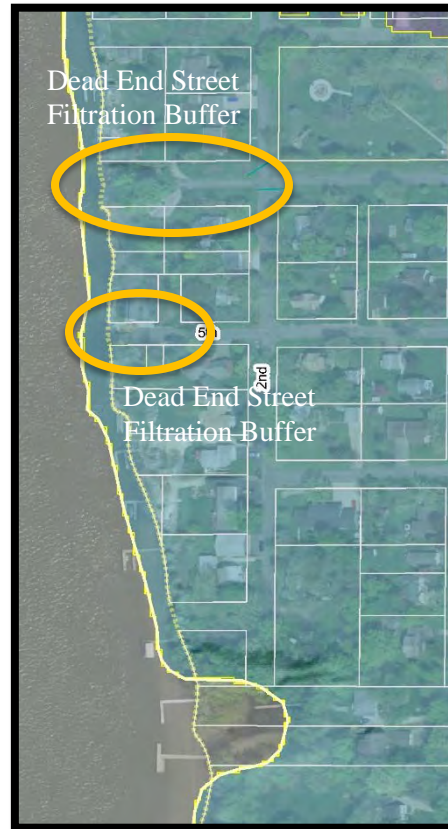 Dead End Street
Filtration Buffer
5th
2nd
Dead End Street
Filtration Buffer